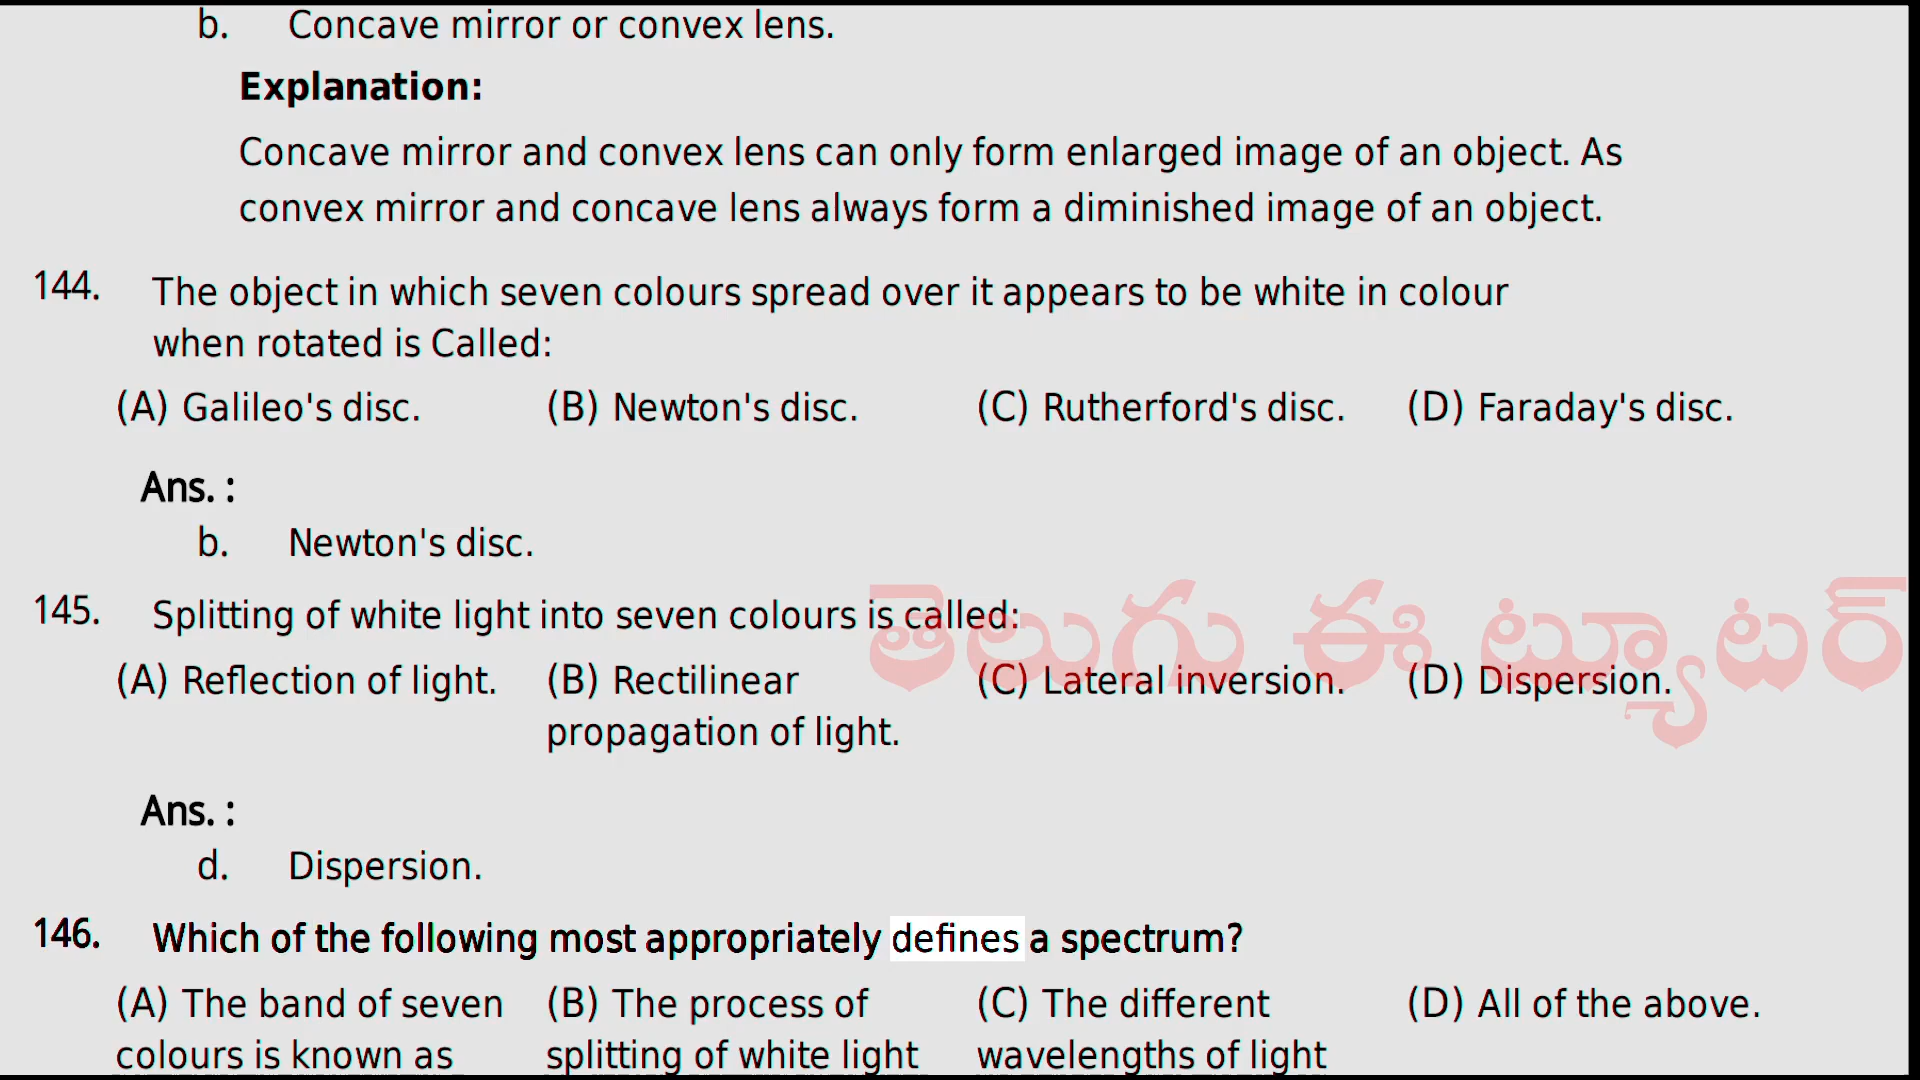 b. Concave mirror or convex lens.
Explanation:
Concave mirror and convex lens can only form enlarged image of an object. As
convex mirror and concave lens always form a diminished image of an object.
144. The object in which seven colours spread over it appears to be white in colour
when rotated is Called:
(A) Galileo's disc. (B) Newton's disc. (C) Rutherford's disc. (D) Faraday's disc.
Ans. :
b. Newton's disc.
145. Splitting of white light into seven colours is called:
తెలుగు ఈ ట్యూటర్
(A) Reflection of light. (B) Rectilinear (C) Lateral inversion. (D) Dispersion.
propagation of light.
Ans. :
d. Dispersion.
146. Which of the following most appropriately defines a spectrum?
(A) The band of seven (B) The process of (C) The different (D) All of the above.
colours is known as splitting of white light wavelengths of light